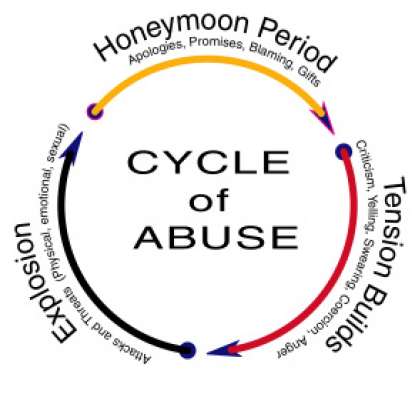 Honeymoon Period
Apologies, Promises, Blaming, Gifts
CYCLE
of
ABUSE
Tension Builds
Criticism, Yelling, Swearing, Coercion, Anger
Explosion
Attacks and Threats (Physical, emotional, sexual)